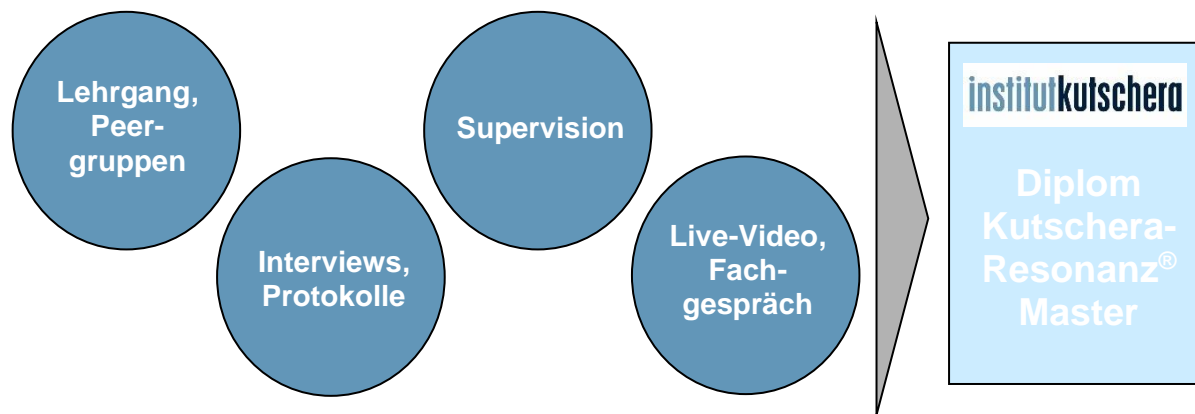 Lehrgang,
Peer-
gruppen
Interviews,
Protokolle
Supervision
Live-Video,
Fach-
gespräch
institutkutschera
Diplom
Kutschera-
Resonanz®
Master